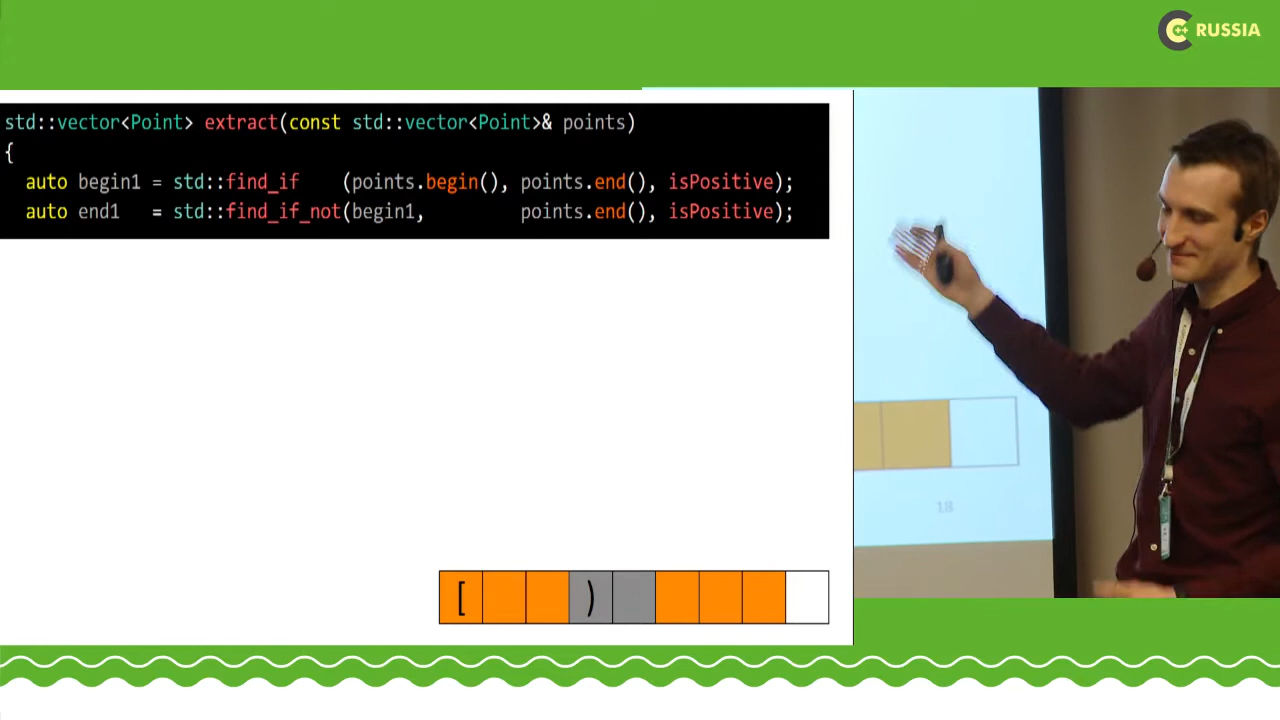 C++ RUSSIA
std::vector<Point> extract(const std::vector<Point>& points)
{
  auto begin1 = std::find_if    (points.begin(), points.end(), isPositive);
  auto end1   = std::find_if_not(begin1,         points.end(), isPositive);
[ )
18